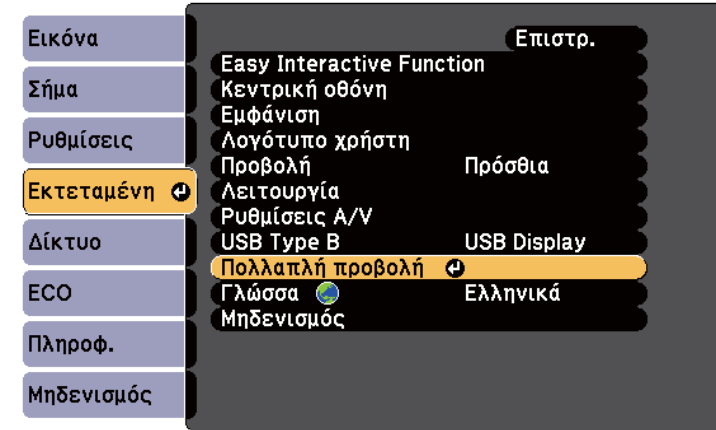 Εικόνα
Σήμα
Ρυθμίσεις
Εκτεταμένη
Δίκτυο
ECO
Πληροφ.
Μηδενισμός
Επιστρ.
Easy Interactive Function
Κεντρική οθόνη
Εμφάνιση
Λογότυπο χρήστη
Προβολή Πρόσθια
Λειτουργία
Ρυθμίσεις A/V
USB Type B USB Display
Πολλαπλή προβολή
Γλώσσα Ελληνικά
Μηδενισμός